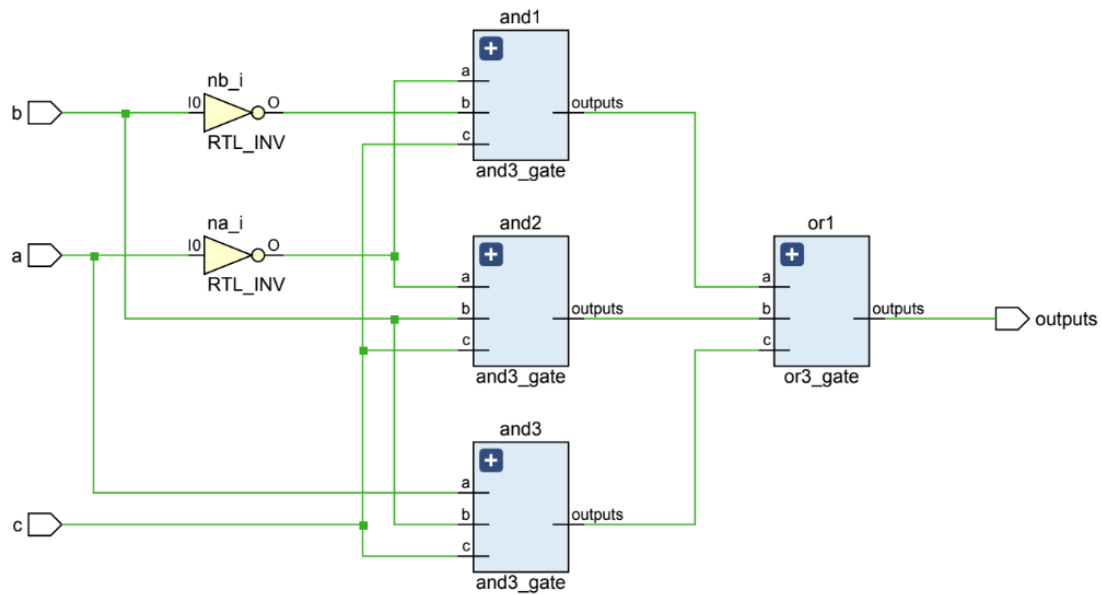 and1
nb_i
a
b
I0
O
b
outputs
RTL_INV
c
and3_gate
na_i
and2
or1
a
I0
O
a
a
RTL_INV
b
outputs
b
outputs
outputs
c
c
and3_gate
or3_gate
and3
a
c
b
outputs
c
and3_gate